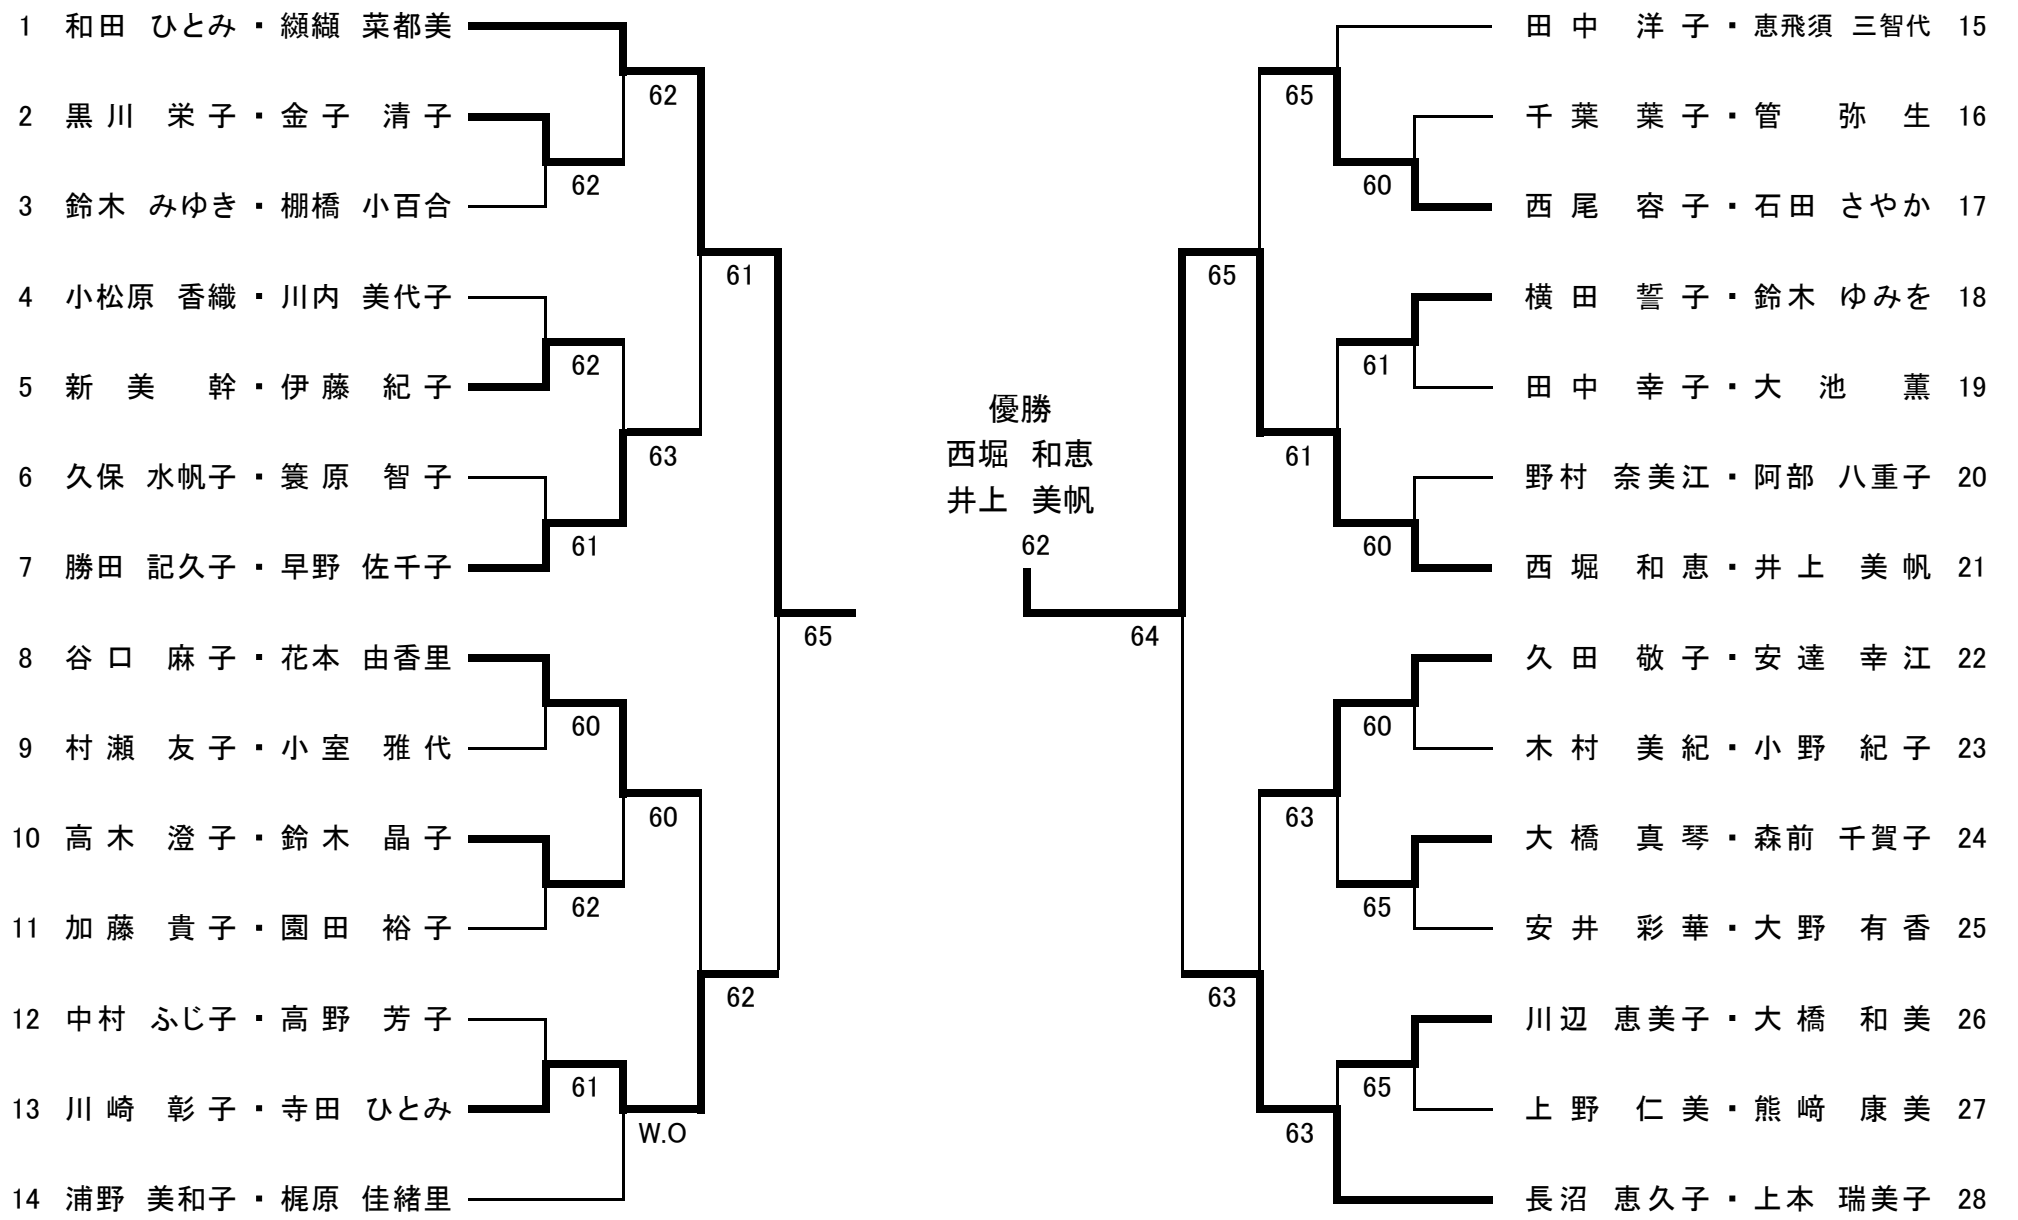 1 和田 ひとみ ・ 纐纈 菜都美
62
2 黒川 栄子 ・ 金子 清子
62
3 鈴木 みゆき ・ 棚橋 小百合
61
4 小松原 香織 ・ 川内 美代子
62
5 新美 幹 ・ 伊藤 紀子
63
6 久保 水帆子 ・ 簑原 智子
61
7 勝田 記久子 ・ 早野 佐千子
65
8 谷口 麻子 ・ 花本 由香里
60
9 村瀬 友子 ・ 小室 雅代
60
10 高木 澄子 ・ 鈴木 晶子
62
11 加藤 貴子 ・ 園田 裕子
62
12 中村 ふじ子 ・ 高野 芳子
61
13 川崎 彰子 ・ 寺田 ひとみ
W.O
14 浦野 美和子 ・ 梶原 佳緒里
優勝
西堀 和恵
井上 美帆
62
田中 洋子 ・ 恵飛須 三智代 15
65
千葉 葉子 ・ 管 弥生 16
60
西尾 容子 ・ 石田 さやか 17
65
横田 誓子 ・ 鈴木 ゆみを 18
61
田中 幸子 ・ 大池 薫 19
61
野村 奈美江 ・ 阿部 八重子 20
60
西堀 和恵 ・ 井上 美帆 21
64
久田 敬子 ・ 安達 幸江 22
60
木村 美紀 ・ 小野 紀子 23
63
大橋 真琴 ・ 森前 千賀子 24
65
安井 彩華 ・ 大野 有香 25
63
川辺 恵美子 ・ 大橋 和美 26
65
上野 仁美 ・ 熊﨑 康美 27
63
長沼 恵久子 ・ 上本 瑞美子 28